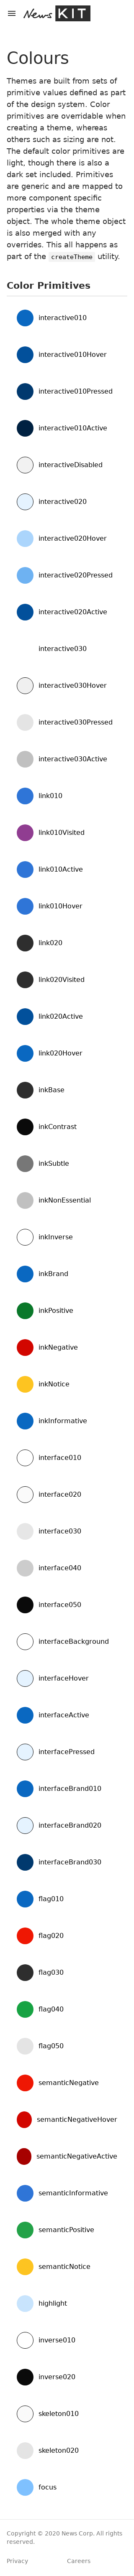 News KIT
Colours
Themes are built from sets of
primitive values defined as part
of the design system. Color
primitives are overridable when
creating a theme, whereas
others such as sizing are not.
The default color primitives are
light, though there is also a
dark set included. Primitives
are generic and are mapped to
more component specific
properties via the theme
object. The whole theme object
is also merged with any
overrides. This all happens as
part of the createTheme utility.
Color Primitives
interactive010
interactive010Hover
interactive010Pressed
interactive010Active
interactiveDisabled
interactive020
interactive020Hover
interactive020Pressed
interactive020Active
interactive030
interactive030Hover
interactive030Pressed
interactive030Active
link010
link010Visited
link010Active
link010Hover
link020
link020Visited
link020Active
link020Hover
inkBase
inkContrast
inkSubtle
inkNonEssential
inkInverse
inkBrand
inkPositive
inkNegative
inkNotice
inkInformative
interface010
interface020
interface030
interface040
interface050
interfaceBackground
interfaceHover
interfaceActive
interfacePressed
interfaceBrand010
interfaceBrand020
interfaceBrand030
flag010
flag020
flag030
flag040
flag050
semanticNegative
semanticNegativeHover
semanticNegativeActive
semanticInformative
semanticPositive
semanticNotice
highlight
inverse010
inverse020
skeleton010
skeleton020
focus
Copyright © 2020 News Corp. All rights
reserved.
Privacy Careers